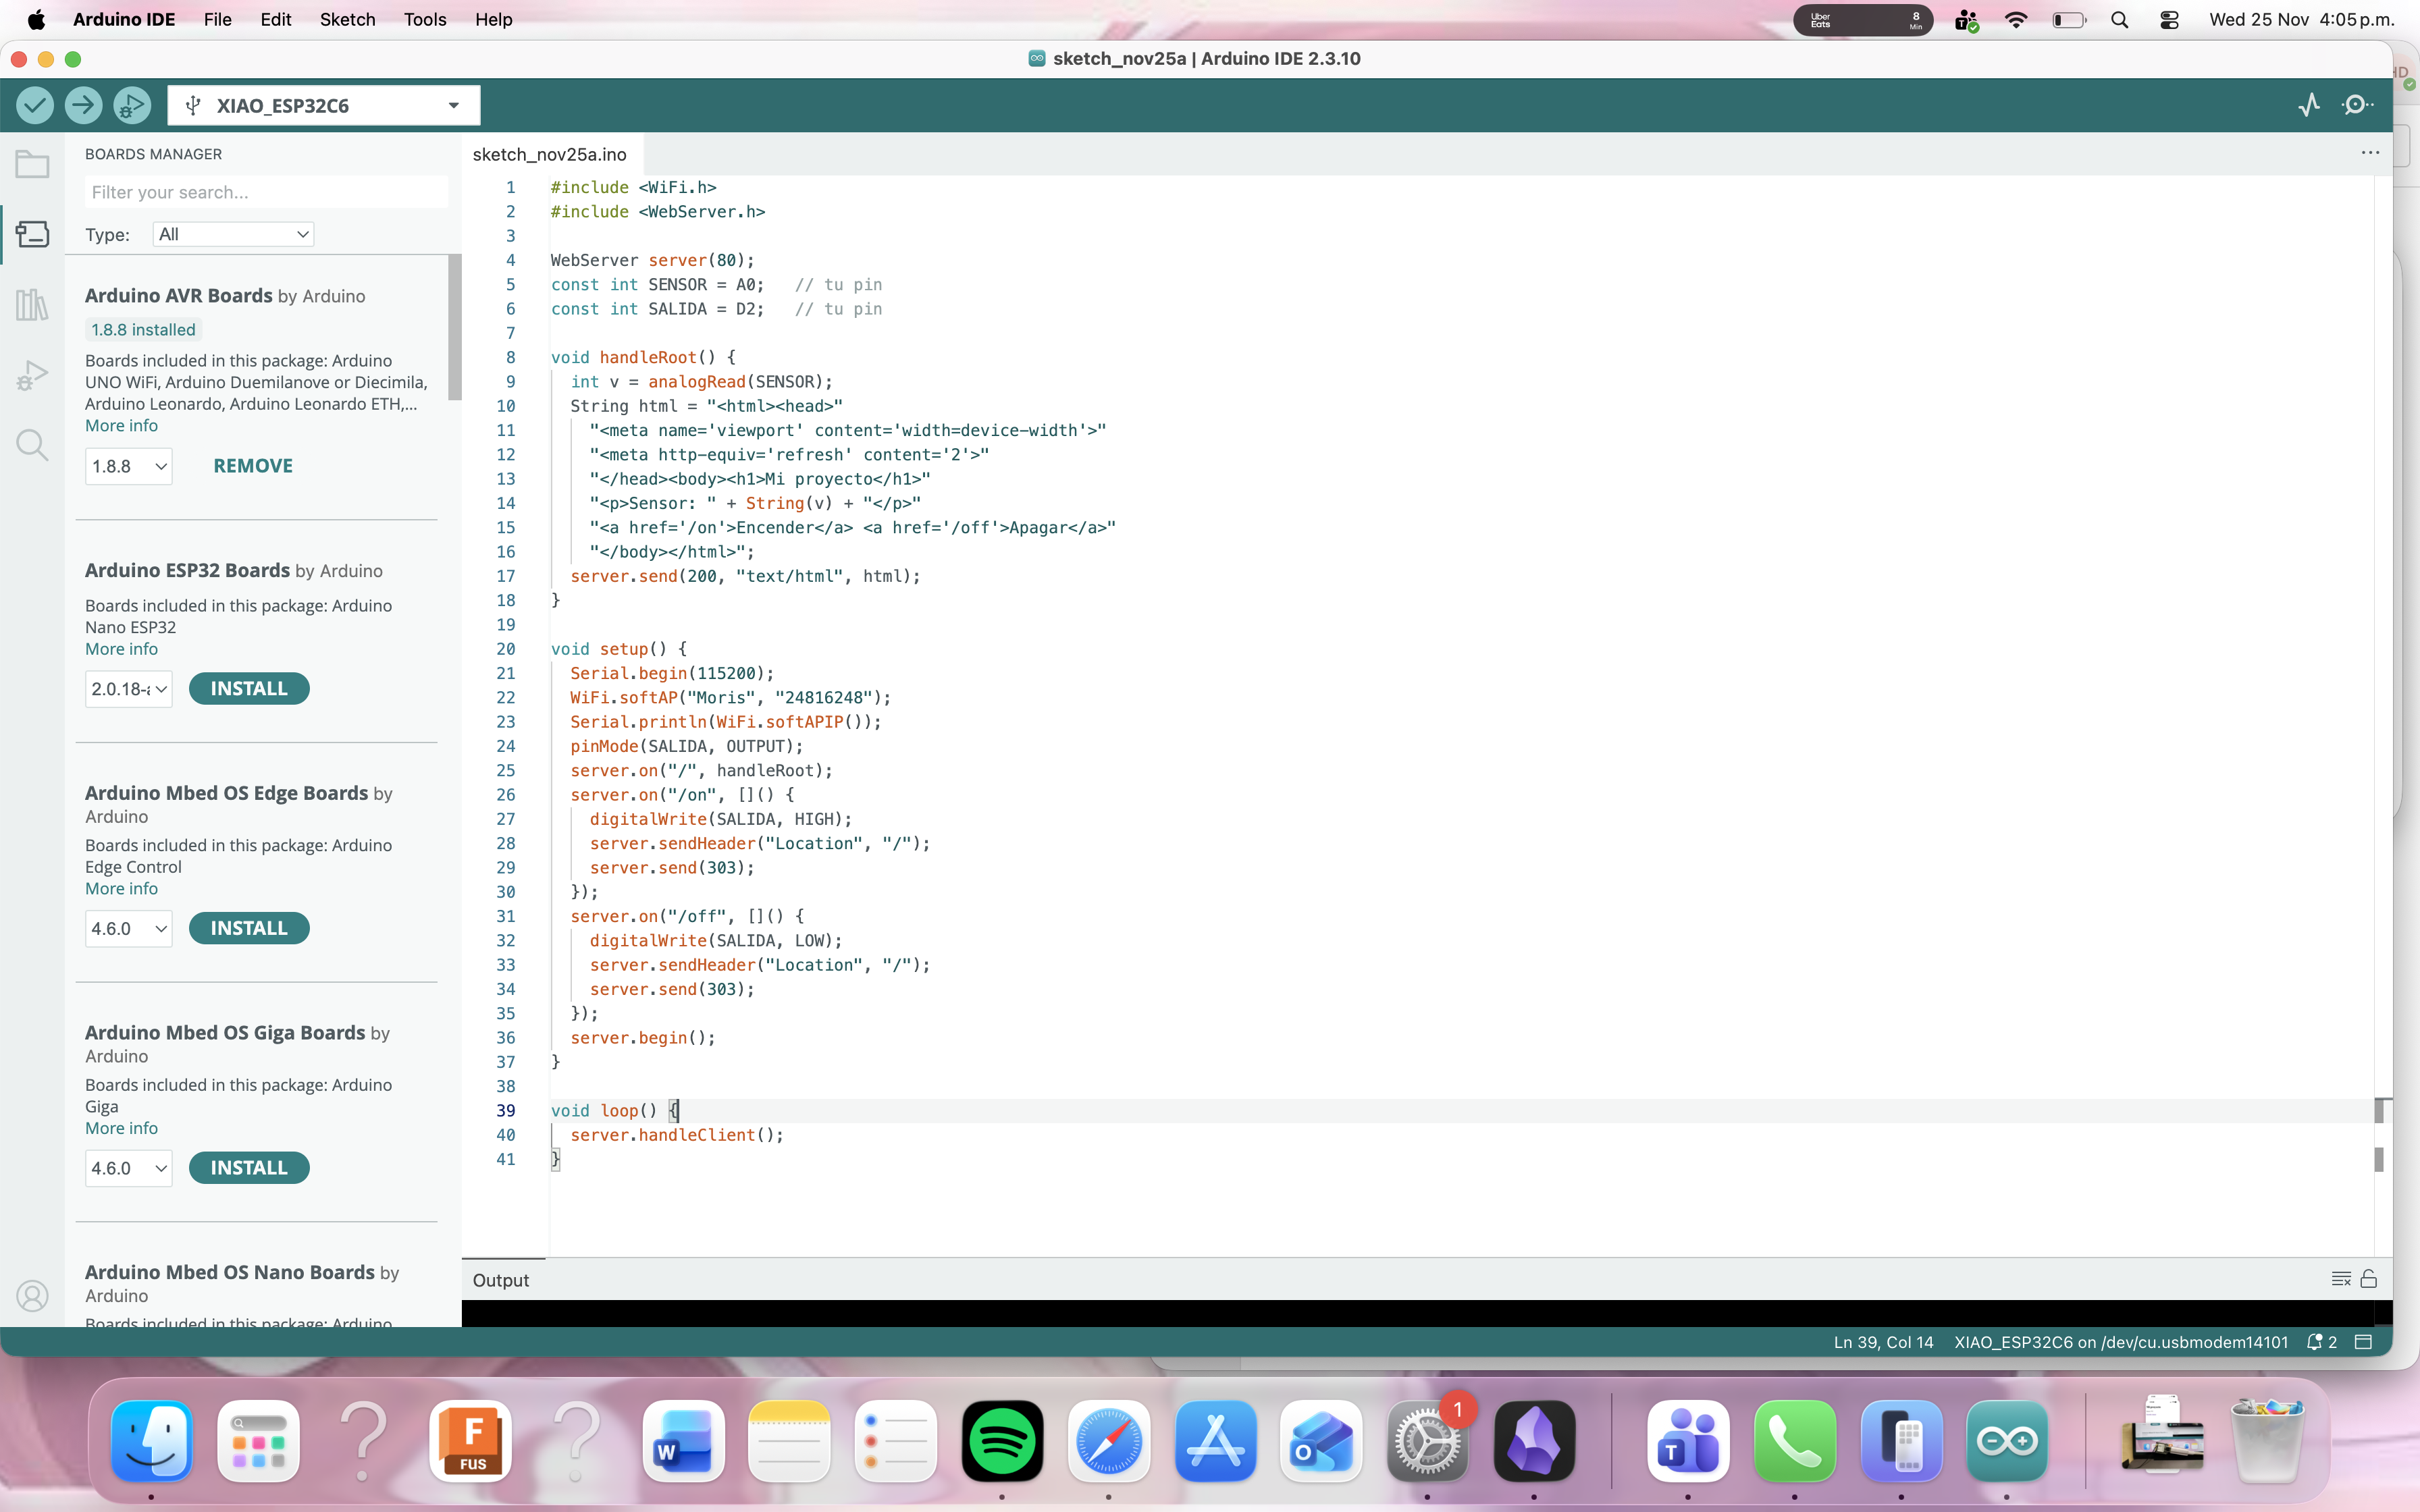 Arduino IDE File Edit Sketch Tools Help
Uber Eats 8 Min
Wed 25 Nov 4:05 p.m.
sketch_nov25a | Arduino IDE 2.3.10
HD
XIAO_ESP32C6
BOARDS MANAGER
Filter your search...
Type: All
Arduino AVR Boards by Arduino
1.8.8 installed
Boards included in this package: Arduino
UNO WiFi, Arduino Duemilanove or Diecimila,
Arduino Leonardo, Arduino Leonardo ETH,...
More info
1.8.8 REMOVE
Arduino ESP32 Boards by Arduino
Boards included in this package: Arduino
Nano ESP32
More info
2.0.18-a INSTALL
Arduino Mbed OS Edge Boards by
Arduino
Boards included in this package: Arduino
Edge Control
More info
4.6.0 INSTALL
Arduino Mbed OS Giga Boards by
Arduino
Boards included in this package: Arduino
Giga
More info
4.6.0 INSTALL
Arduino Mbed OS Nano Boards by
Arduino
Boards included in this package: Arduino
sketch_nov25a.ino
1 #include <WiFi.h>
2 #include <WebServer.h>
3
4 WebServer server(80);
5 const int SENSOR = A0;   // tu pin
6 const int SALIDA = D2;   // tu pin
7
8 void handleRoot() {
9   int v = analogRead(SENSOR);
10   String html = "<html><head>"
11     "<meta name='viewport' content='width=device-width'>"
12     "<meta http-equiv='refresh' content='2'>"
13     "</head><body><h1>Mi proyecto</h1>"
14     "<p>Sensor: " + String(v) + "</p>"
15     "<a href='/on'>Encender</a> <a href='/off'>Apagar</a>"
16     "</body></html>";
17   server.send(200, "text/html", html);
18 }
19
20 void setup() {
21   Serial.begin(115200);
22   WiFi.softAP("Moris", "24816248");
23   Serial.println(WiFi.softAPIP());
24   pinMode(SALIDA, OUTPUT);
25   server.on("/", handleRoot);
26   server.on("/on", []() {
27     digitalWrite(SALIDA, HIGH);
28     server.sendHeader("Location", "/");
29     server.send(303);
30   });
31   server.on("/off", []() {
32     digitalWrite(SALIDA, LOW);
33     server.sendHeader("Location", "/");
34     server.send(303);
35   });
36   server.begin();
37 }
38
39 void loop() {
40   server.handleClient();
41 }
Output
Ln 39, Col 14 XIAO_ESP32C6 on /dev/cu.usbmodem14101 2
F
FUS
W
O
1
T